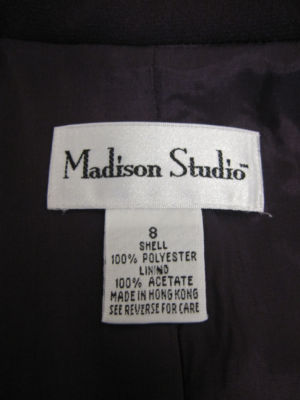 Madison Studio™
8
SHELL
100% POLYESTER
LINING
100% ACETATE
MADE IN HONG KONG
SEE REVERSE FOR CARE